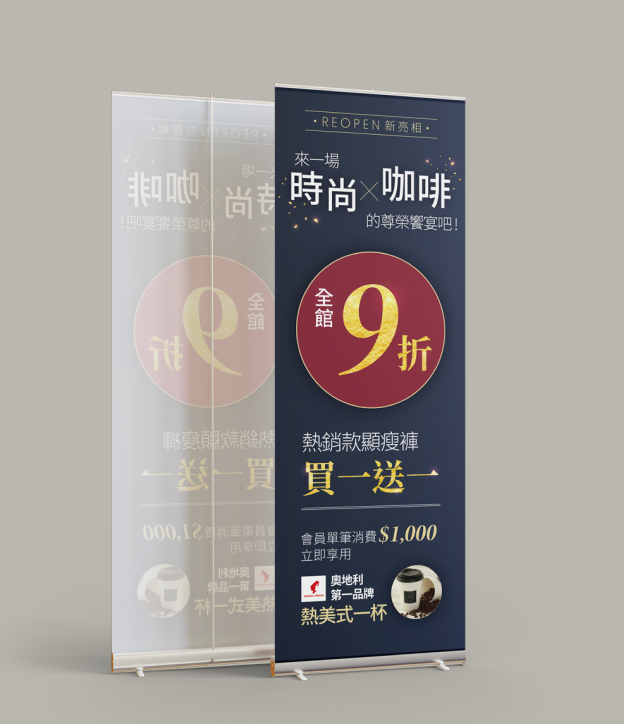 • REOPEN 新亮相 •
來一場
時尚×咖啡
的尊榮饗宴吧!
全館
9折
熱銷款顯瘦褲
買一送一
會員單筆消費$1,000
立即享用
奧地利
第一品牌
熱美式一杯